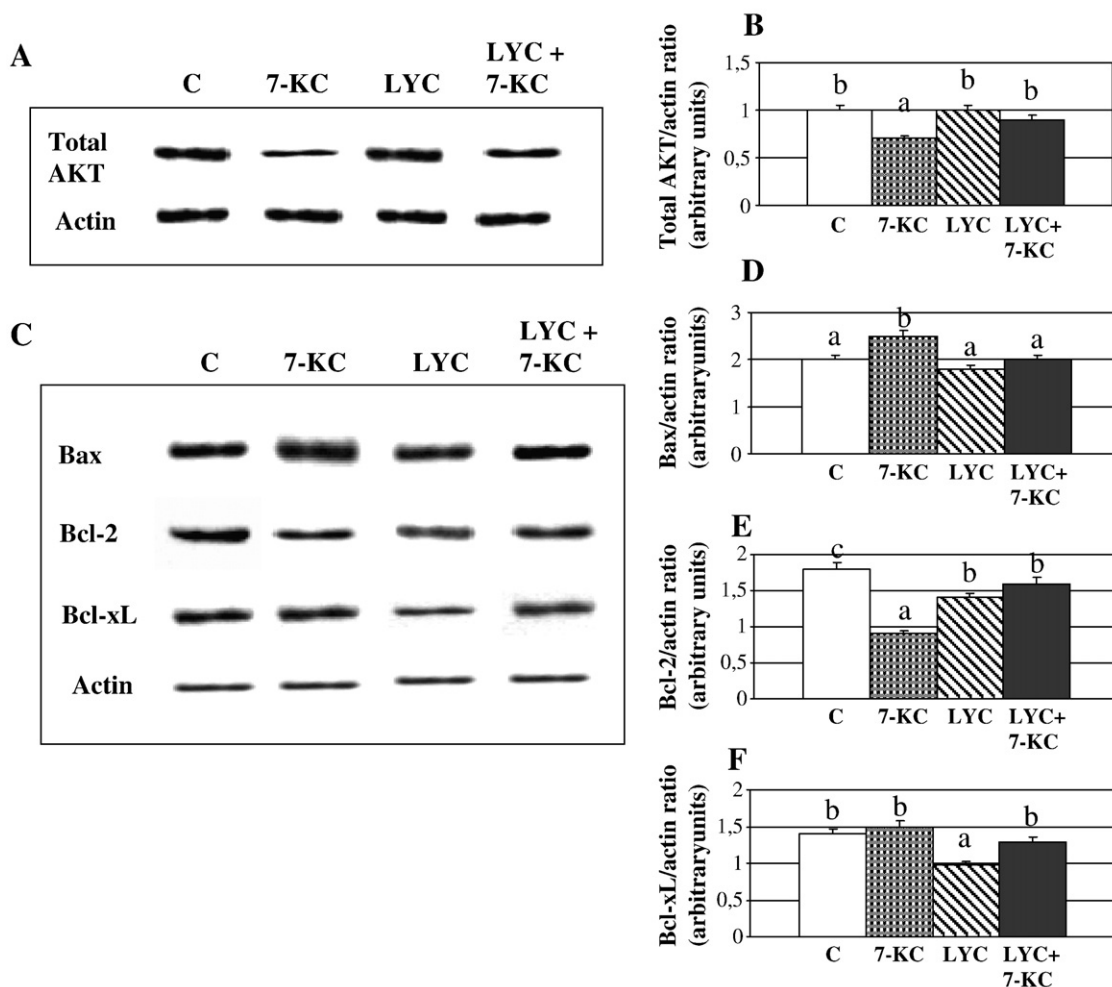 A
C 7-KC LYC LYC +
7-KC
Total
AKT
Actin
B
Total AKT/actin ratio
(arbitrary units)
1,5
1
0,5
0
b a b b
C 7-KC LYC LYC+
7-KC
C
C 7-KC LYC LYC +
7-KC
Bax
Bcl-2
Bcl-xL
Actin
D
Bax/actin ratio
(arbitraryunits)
3
2
1
0
a b a a
C 7-KC LYC LYC+
7-KC
E
Bcl-2/actin ratio
(arbitrary units)
2
1,5
1
0,5
0
c a b b
C 7-KC LYC LYC+
7-KC
F
Bcl-xL/actin ratio
(arbitraryunits)
2
1,5
1
0,5
0
b b a b
C 7-KC LYC LYC+
7-KC